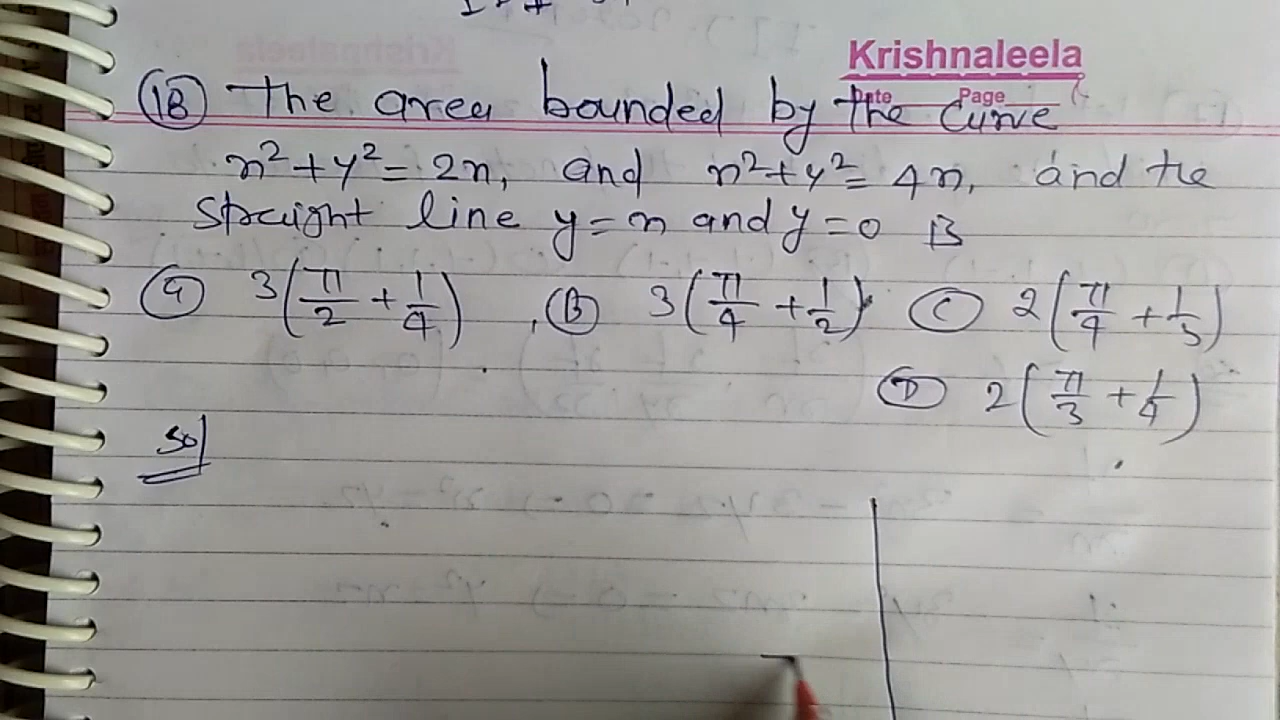 Krishnaleela
Date Page
(18) The area bounded by the curve
x²+y²= 2x, and x²+y²= 4x, and the
straight line y=x and y=0 is
(a) 3(π/2 + 1/4), (B) 3(π/4 + 1/2) (C) 2(π/4 + 1/3)
(D) 2(π/3 + 1/4)
Sol